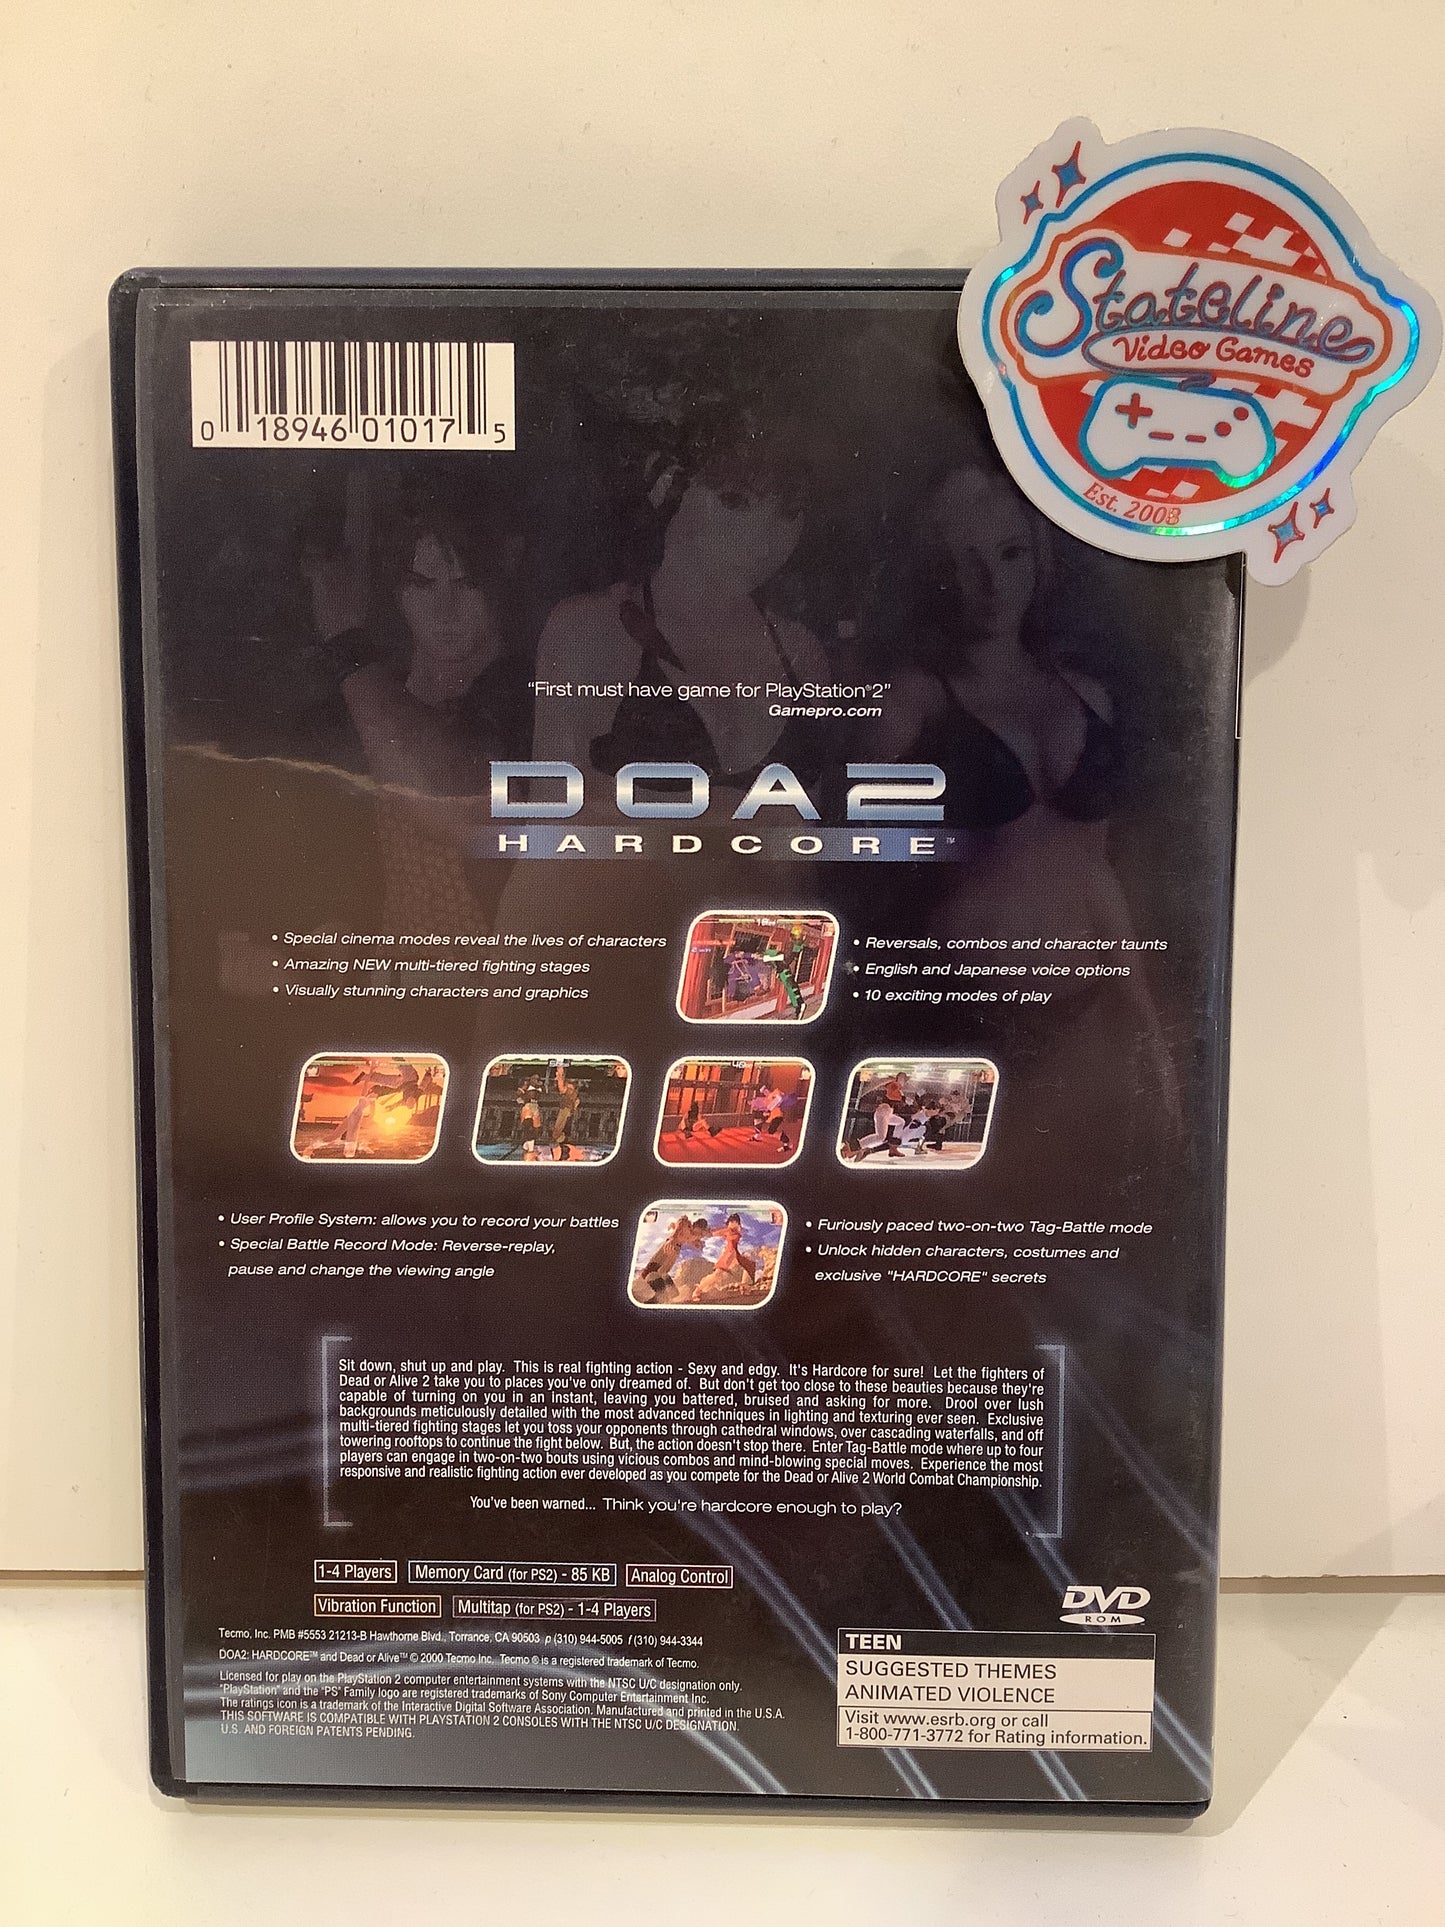 Stateline
Video Games
Est. 2008
0 18946 01017 5
"First must have game for PlayStation®2"
Gamepro.com
DOA2
HARDCORE™
• Special cinema modes reveal the lives of characters
• Amazing NEW multi-tiered fighting stages
• Visually stunning characters and graphics
• Reversals, combos and character taunts
• English and Japanese voice options
• 10 exciting modes of play
• User Profile System: allows you to record your battles
• Special Battle Record Mode: Reverse-replay,
pause and change the viewing angle
• Furiously paced two-on-two Tag-Battle mode
• Unlock hidden characters, costumes and
exclusive "HARDCORE" secrets
Sit down, shut up and play. This is real fighting action - Sexy and edgy. It's Hardcore for sure! Let the fighters of
Dead or Alive 2 take you to places you've only dreamed of. But don't get too close to these beauties because they're
capable of turning on you in an instant, leaving you battered, bruised and asking for more. Drool over lush
backgrounds meticulously detailed with the most advanced techniques in lighting and texturing ever seen. Exclusive
multi-tiered fighting stages let you toss your opponents through cathedral windows, over cascading waterfalls, and off
towering rooftops to continue the fight below. But, the action doesn't stop there. Enter Tag-Battle mode where up to four
players can engage in two-on-two bouts using vicious combos and mind-blowing special moves. Experience the most
responsive and realistic fighting action ever developed as you compete for the Dead or Alive 2 World Combat Championship.
You've been warned... Think you're hardcore enough to play?
1-4 Players Memory Card (for PS2) - 85 KB Analog Control
Vibration Function Multitap (for PS2) - 1-4 Players
DVD
ROM
Tecmo, Inc. PMB #5553 21213-B Hawthorne Blvd., Torrance, CA 90503 p (310) 944-5005 f (310) 944-3344
DOA2: HARDCORE™ and Dead or Alive™ © 2000 Tecmo Inc. Tecmo ® is a registered trademark of Tecmo.
Licensed for play on the PlayStation 2 computer entertainment systems with the NTSC U/C designation only.
"PlayStation" and the "PS" Family logo are registered trademarks of Sony Computer Entertainment Inc.
The ratings icon is a trademark of the Interactive Digital Software Association. Manufactured and printed in the U.S.A.
THIS SOFTWARE IS COMPATIBLE WITH PLAYSTATION 2 CONSOLES WITH THE NTSC U/C DESIGNATION.
U.S. AND FOREIGN PATENTS PENDING.
TEEN
SUGGESTED THEMES
ANIMATED VIOLENCE
Visit www.esrb.org or call
1-800-771-3772 for Rating information.